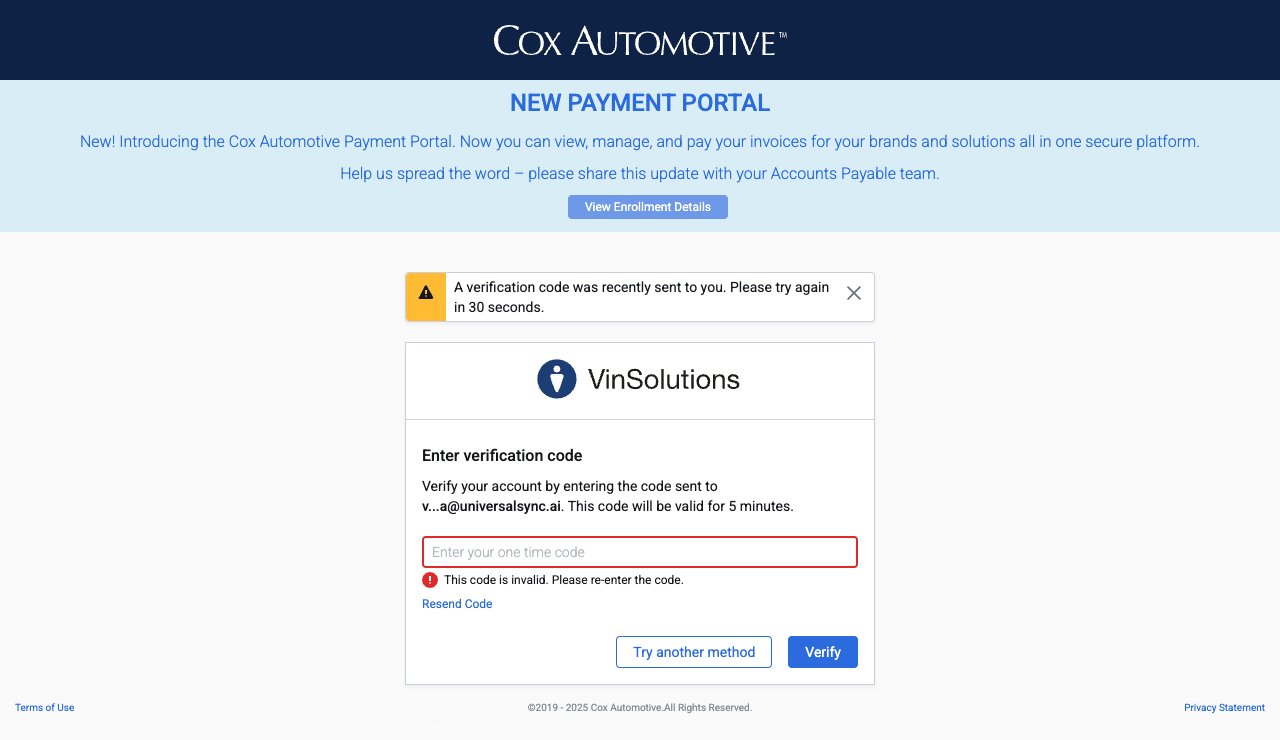 COX AUTOMOTIVE™
NEW PAYMENT PORTAL
New! Introducing the Cox Automotive Payment Portal. Now you can view, manage, and pay your invoices for your brands and solutions all in one secure platform.
Help us spread the word – please share this update with your Accounts Payable team.
View Enrollment Details
A verification code was recently sent to you. Please try again
in 30 seconds.
VinSolutions
Enter verification code
Verify your account by entering the code sent to
v...a@universalsync.ai. This code will be valid for 5 minutes.
Enter your one time code
This code is invalid. Please re-enter the code.
Resend Code
Try another method
Verify
Terms of Use
©2019 - 2025 Cox Automotive.All Rights Reserved.
Privacy Statement